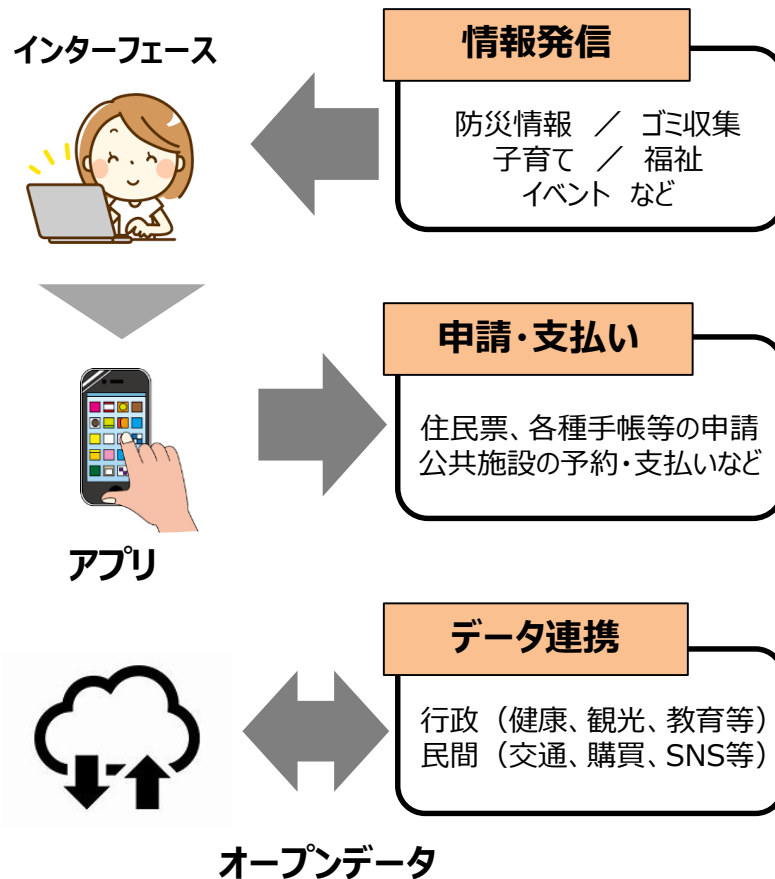 インターフェース
情報発信
防災情報 ／ ゴミ収集
子育て ／ 福祉
イベント など
申請・支払い
住民票、各種手帳等の申請
公共施設の予約・支払いなど
アプリ
データ連携
行政（健康、観光、教育等）
民間（交通、購買、SNS等）
オープンデータ